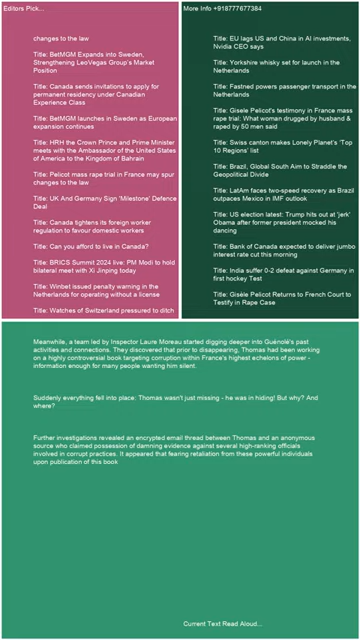 Editors Pick...
changes to the law
Title: BetMGM Expands into Sweden,
Strengthening LeoVegas Group's Market
Position
Title: Canada sends invitations to apply for
permanent residency under Canadian
Experience Class
Title: BetMGM launches in Sweden as European
expansion continues
Title: HRH the Crown Prince and Prime Minister
meets with the Ambassador of the United States
of America to the Kingdom of Bahrain
Title: Pelicot mass rape trial in France may spur
changes to the law
Title: UK And Germany Sign 'Milestone' Defence
Deal
Title: Canada tightens its foreign worker
regulation to favour domestic workers
Title: Can you afford to live in Canada?
Title: BRICS Summit 2024 live: PM Modi to hold
bilateral meet with Xi Jinping today
Title: Winbet issued penalty warning in the
Netherlands for operating without a license
Title: Watches of Switzerland pressured to ditch
More Info +918777677384
Title: EU lags US and China in AI investments,
Nvidia CEO says
Title: Yorkshire whisky set for launch in the
Netherlands
Title: Fastned powers passenger transport in the
Netherlands
Title: Gisele Pelicot's testimony in France mass
rape trial: What woman drugged by husband &
raped by 50 men said
Title: Swiss canton makes Lonely Planet's 'Top
10 Regions' list
Title: Brazil, Global South Aim to Straddle the
Geopolitical Divide
Title: LatAm faces two-speed recovery as Brazil
outpaces Mexico in IMF outlook
Title: US election latest: Trump hits out at 'jerk'
Obama after former president mocked his
dancing
Title: Bank of Canada expected to deliver jumbo
interest rate cut this morning
Title: India suffer 0-2 defeat against Germany in
first hockey Test
Title: Gisèle Pelicot Returns to French Court to
Testify in Rape Case
Meanwhile, a team led by Inspector Laure Moreau started digging deeper into Guénolé's past
activities and connections. They discovered that prior to disappearing, Thomas had been working
on a highly controversial book targeting corruption within France's highest echelons of power -
information enough for many people wanting him silent.
Suddenly everything fell into place: Thomas wasn't just missing - he was in hiding! But why? And
where?
Further investigations revealed an encrypted email thread between Thomas and an anonymous
source who claimed possession of damning evidence against several high-ranking officials
involved in corrupt practices. It appeared that fearing retaliation from these powerful individuals
upon publication of this book
Current Text Read Aloud...